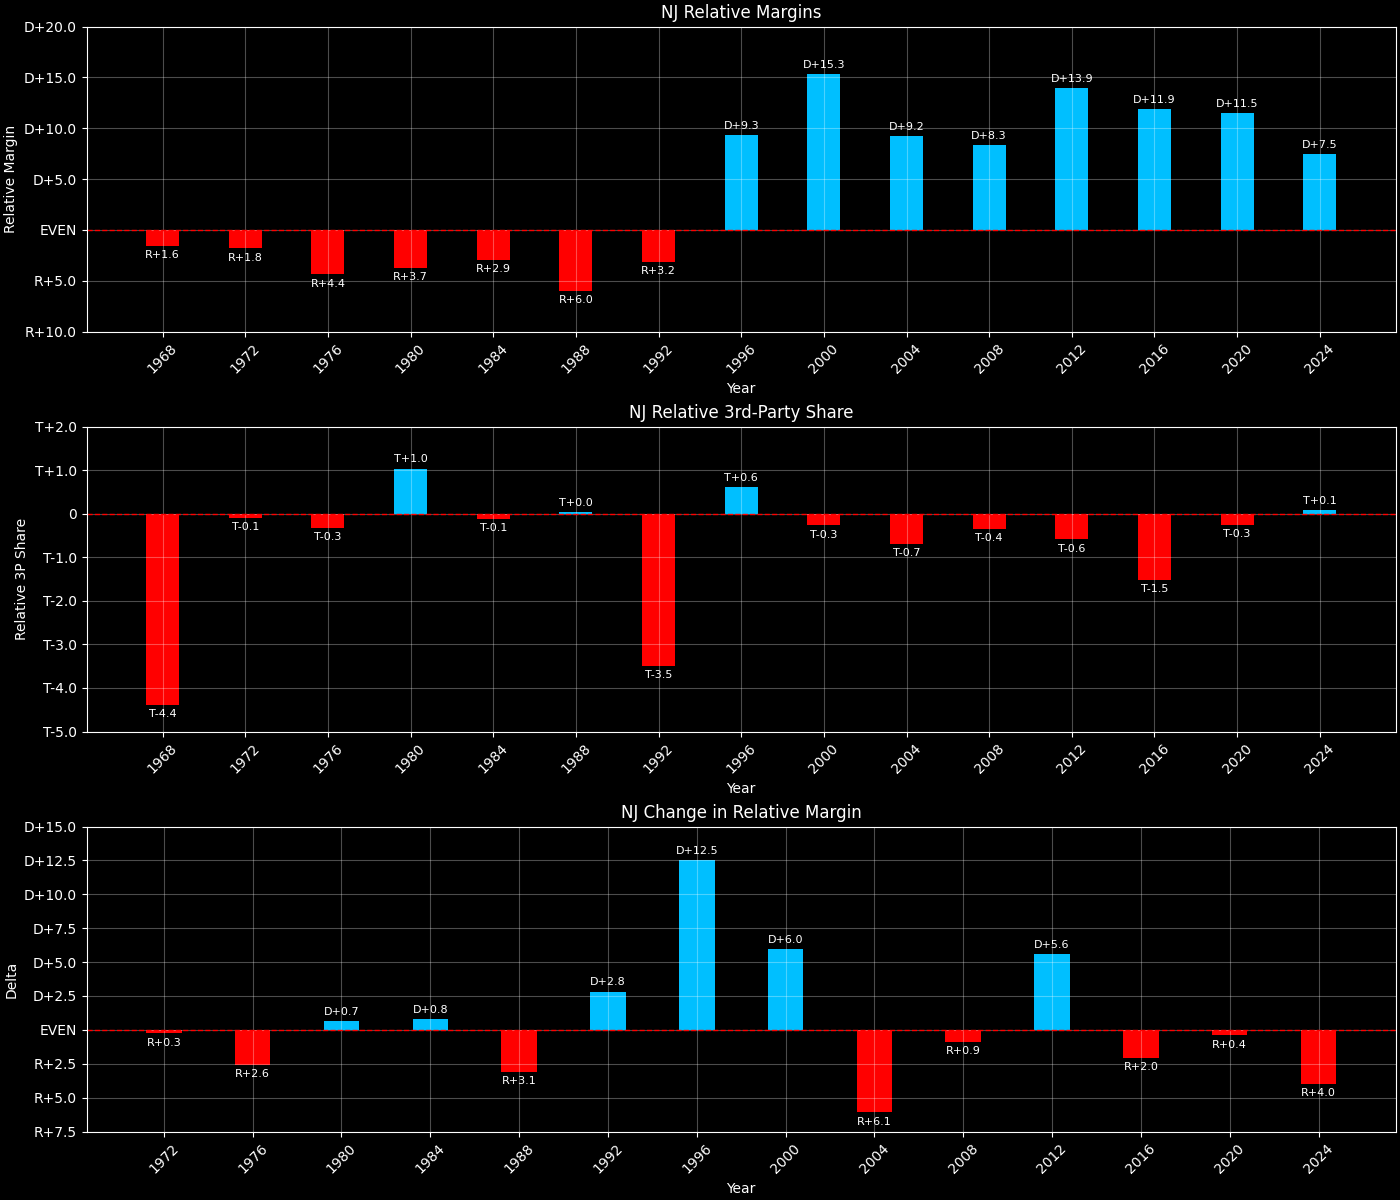 NJ Relative Margins
D+20.0
D+15.0
D+10.0
D+5.0
EVEN
R+5.0
R+10.0
Relative Margin
R+1.6
R+1.8
R+4.4
R+3.7
R+2.9
R+6.0
R+3.2
D+9.3
D+15.3
D+9.2
D+8.3
D+13.9
D+11.9
D+11.5
D+7.5
1968
1972
1976
1980
1984
1988
1992
1996
2000
2004
2008
2012
2016
2020
2024
Year
NJ Relative 3rd-Party Share
T+2.0
T+1.0
0
T-1.0
T-2.0
T-3.0
T-4.0
T-5.0
Relative 3P Share
T-4.4
T-0.1
T-0.3
T+1.0
T-0.1
T+0.0
T-3.5
T+0.6
T-0.3
T-0.7
T-0.4
T-0.6
T-1.5
T-0.3
T+0.1
1968
1972
1976
1980
1984
1988
1992
1996
2000
2004
2008
2012
2016
2020
2024
Year
NJ Change in Relative Margin
D+15.0
D+12.5
D+10.0
D+7.5
D+5.0
D+2.5
EVEN
R+2.5
R+5.0
R+7.5
Delta
R+0.3
R+2.6
D+0.7
D+0.8
R+3.1
D+2.8
D+12.5
D+6.0
R+6.1
R+0.9
D+5.6
R+2.0
R+0.4
R+4.0
1972
1976
1980
1984
1988
1992
1996
2000
2004
2008
2012
2016
2020
2024
Year